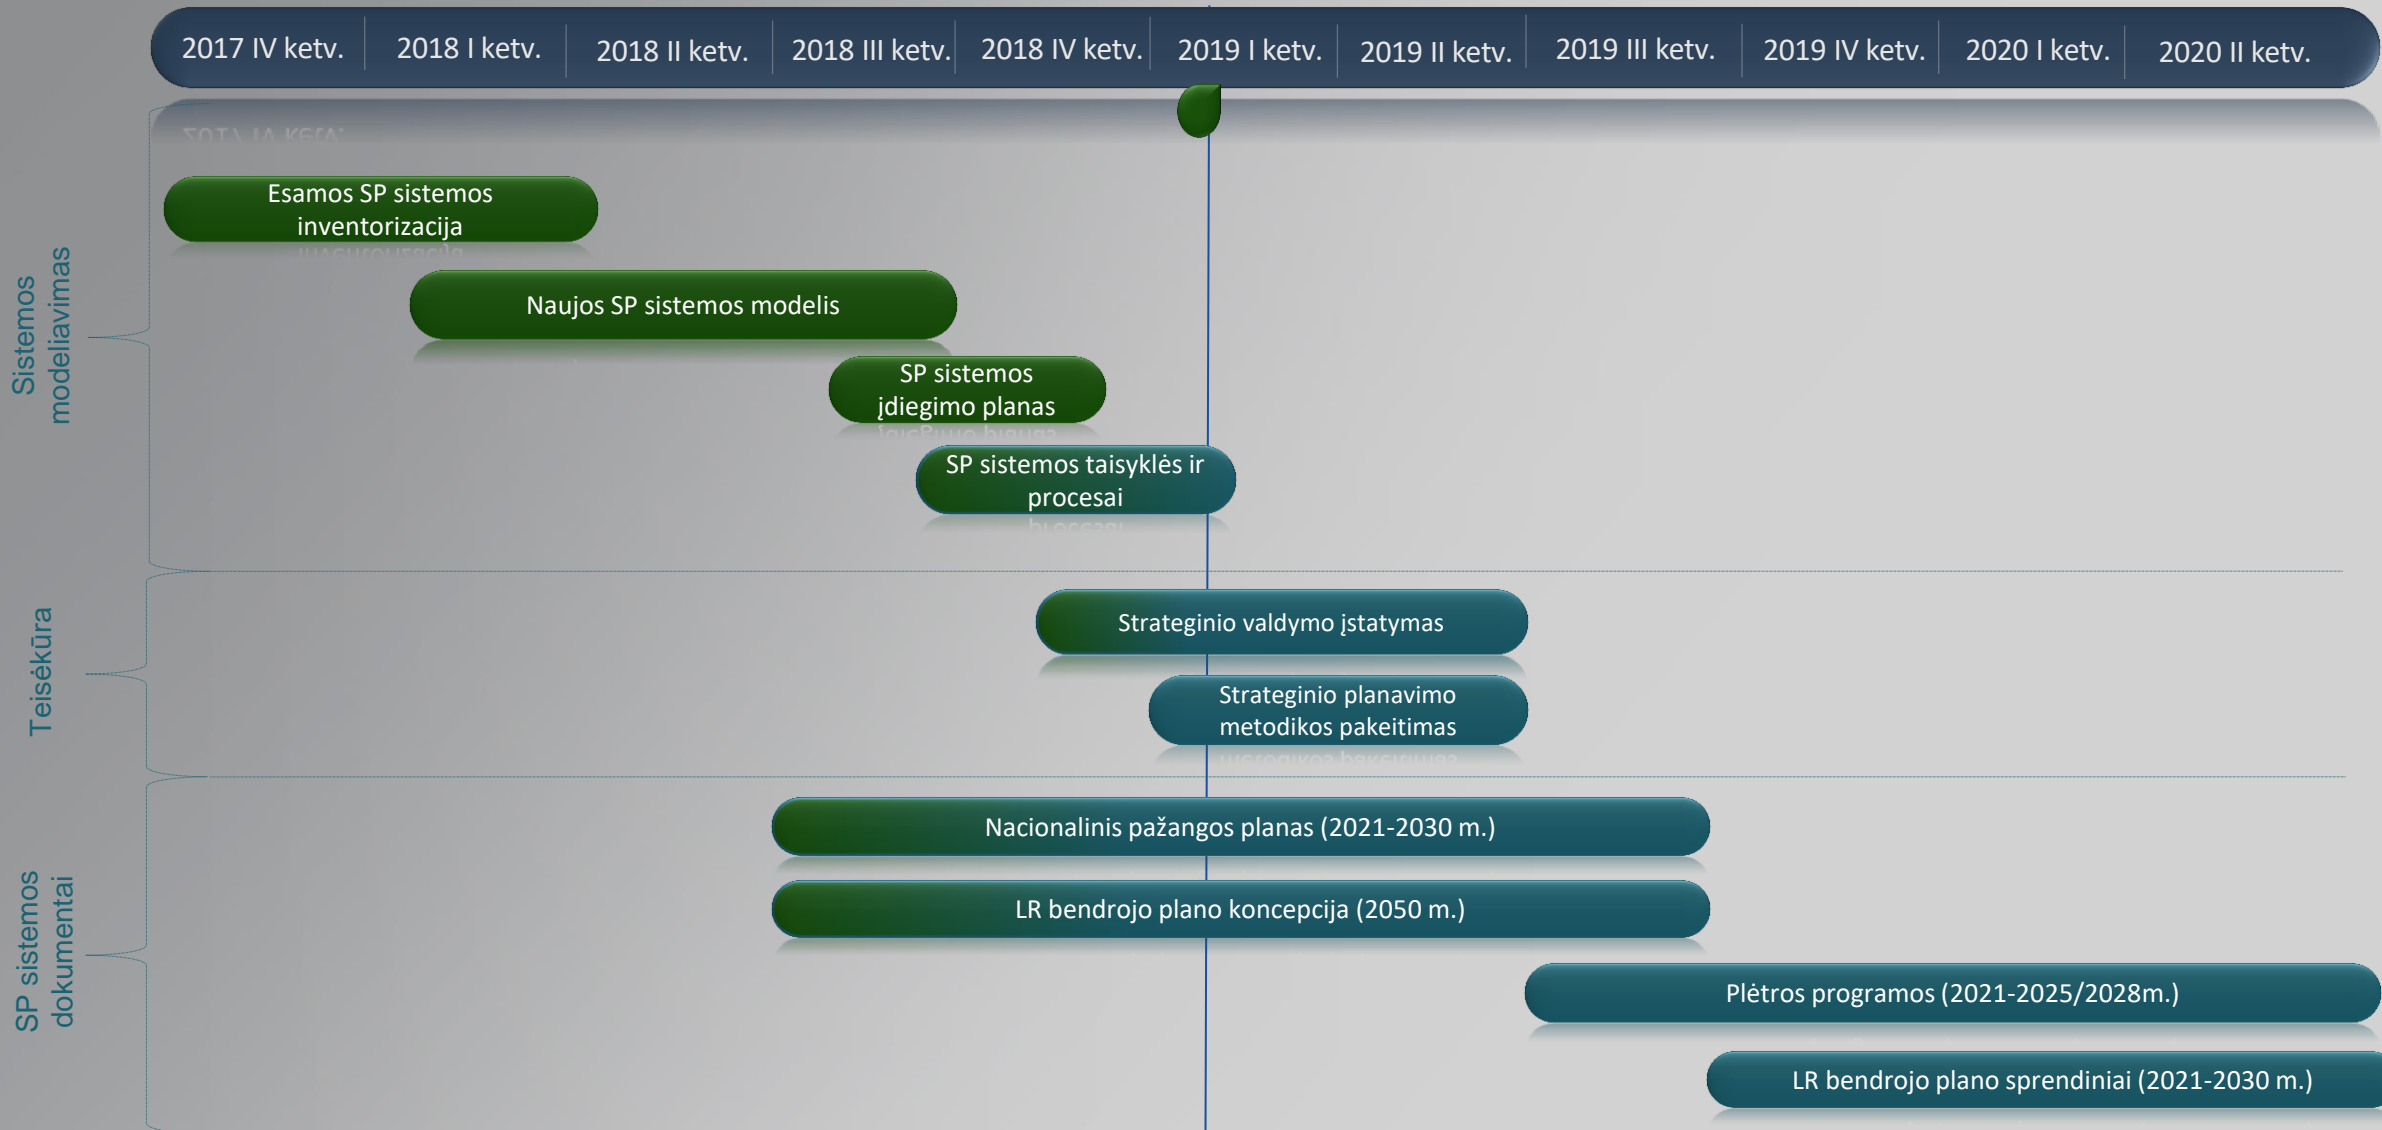 2017 IV ketv.
2018 I ketv.
2018 II ketv.
2018 III ketv.
2018 IV ketv.
2019 I ketv.
2019 II ketv.
2019 III ketv.
2019 IV ketv.
2020 I ketv.
2020 II ketv.
Sistemos
modeliavimas
Esamos SP sistemos
inventorizacija
Naujos SP sistemos modelis
SP sistemos
įdiegimo planas
SP sistemos taisyklės ir
procesai
Teisėkūra
Strateginio valdymo įstatymas
Strateginio planavimo
metodikos pakeitimas
SP sistemos
dokumentai
Nacionalinis pažangos planas (2021-2030 m.)
LR bendrojo plano koncepcija (2050 m.)
Plėtros programos (2021-2025/2028m.)
LR bendrojo plano sprendiniai (2021-2030 m.)